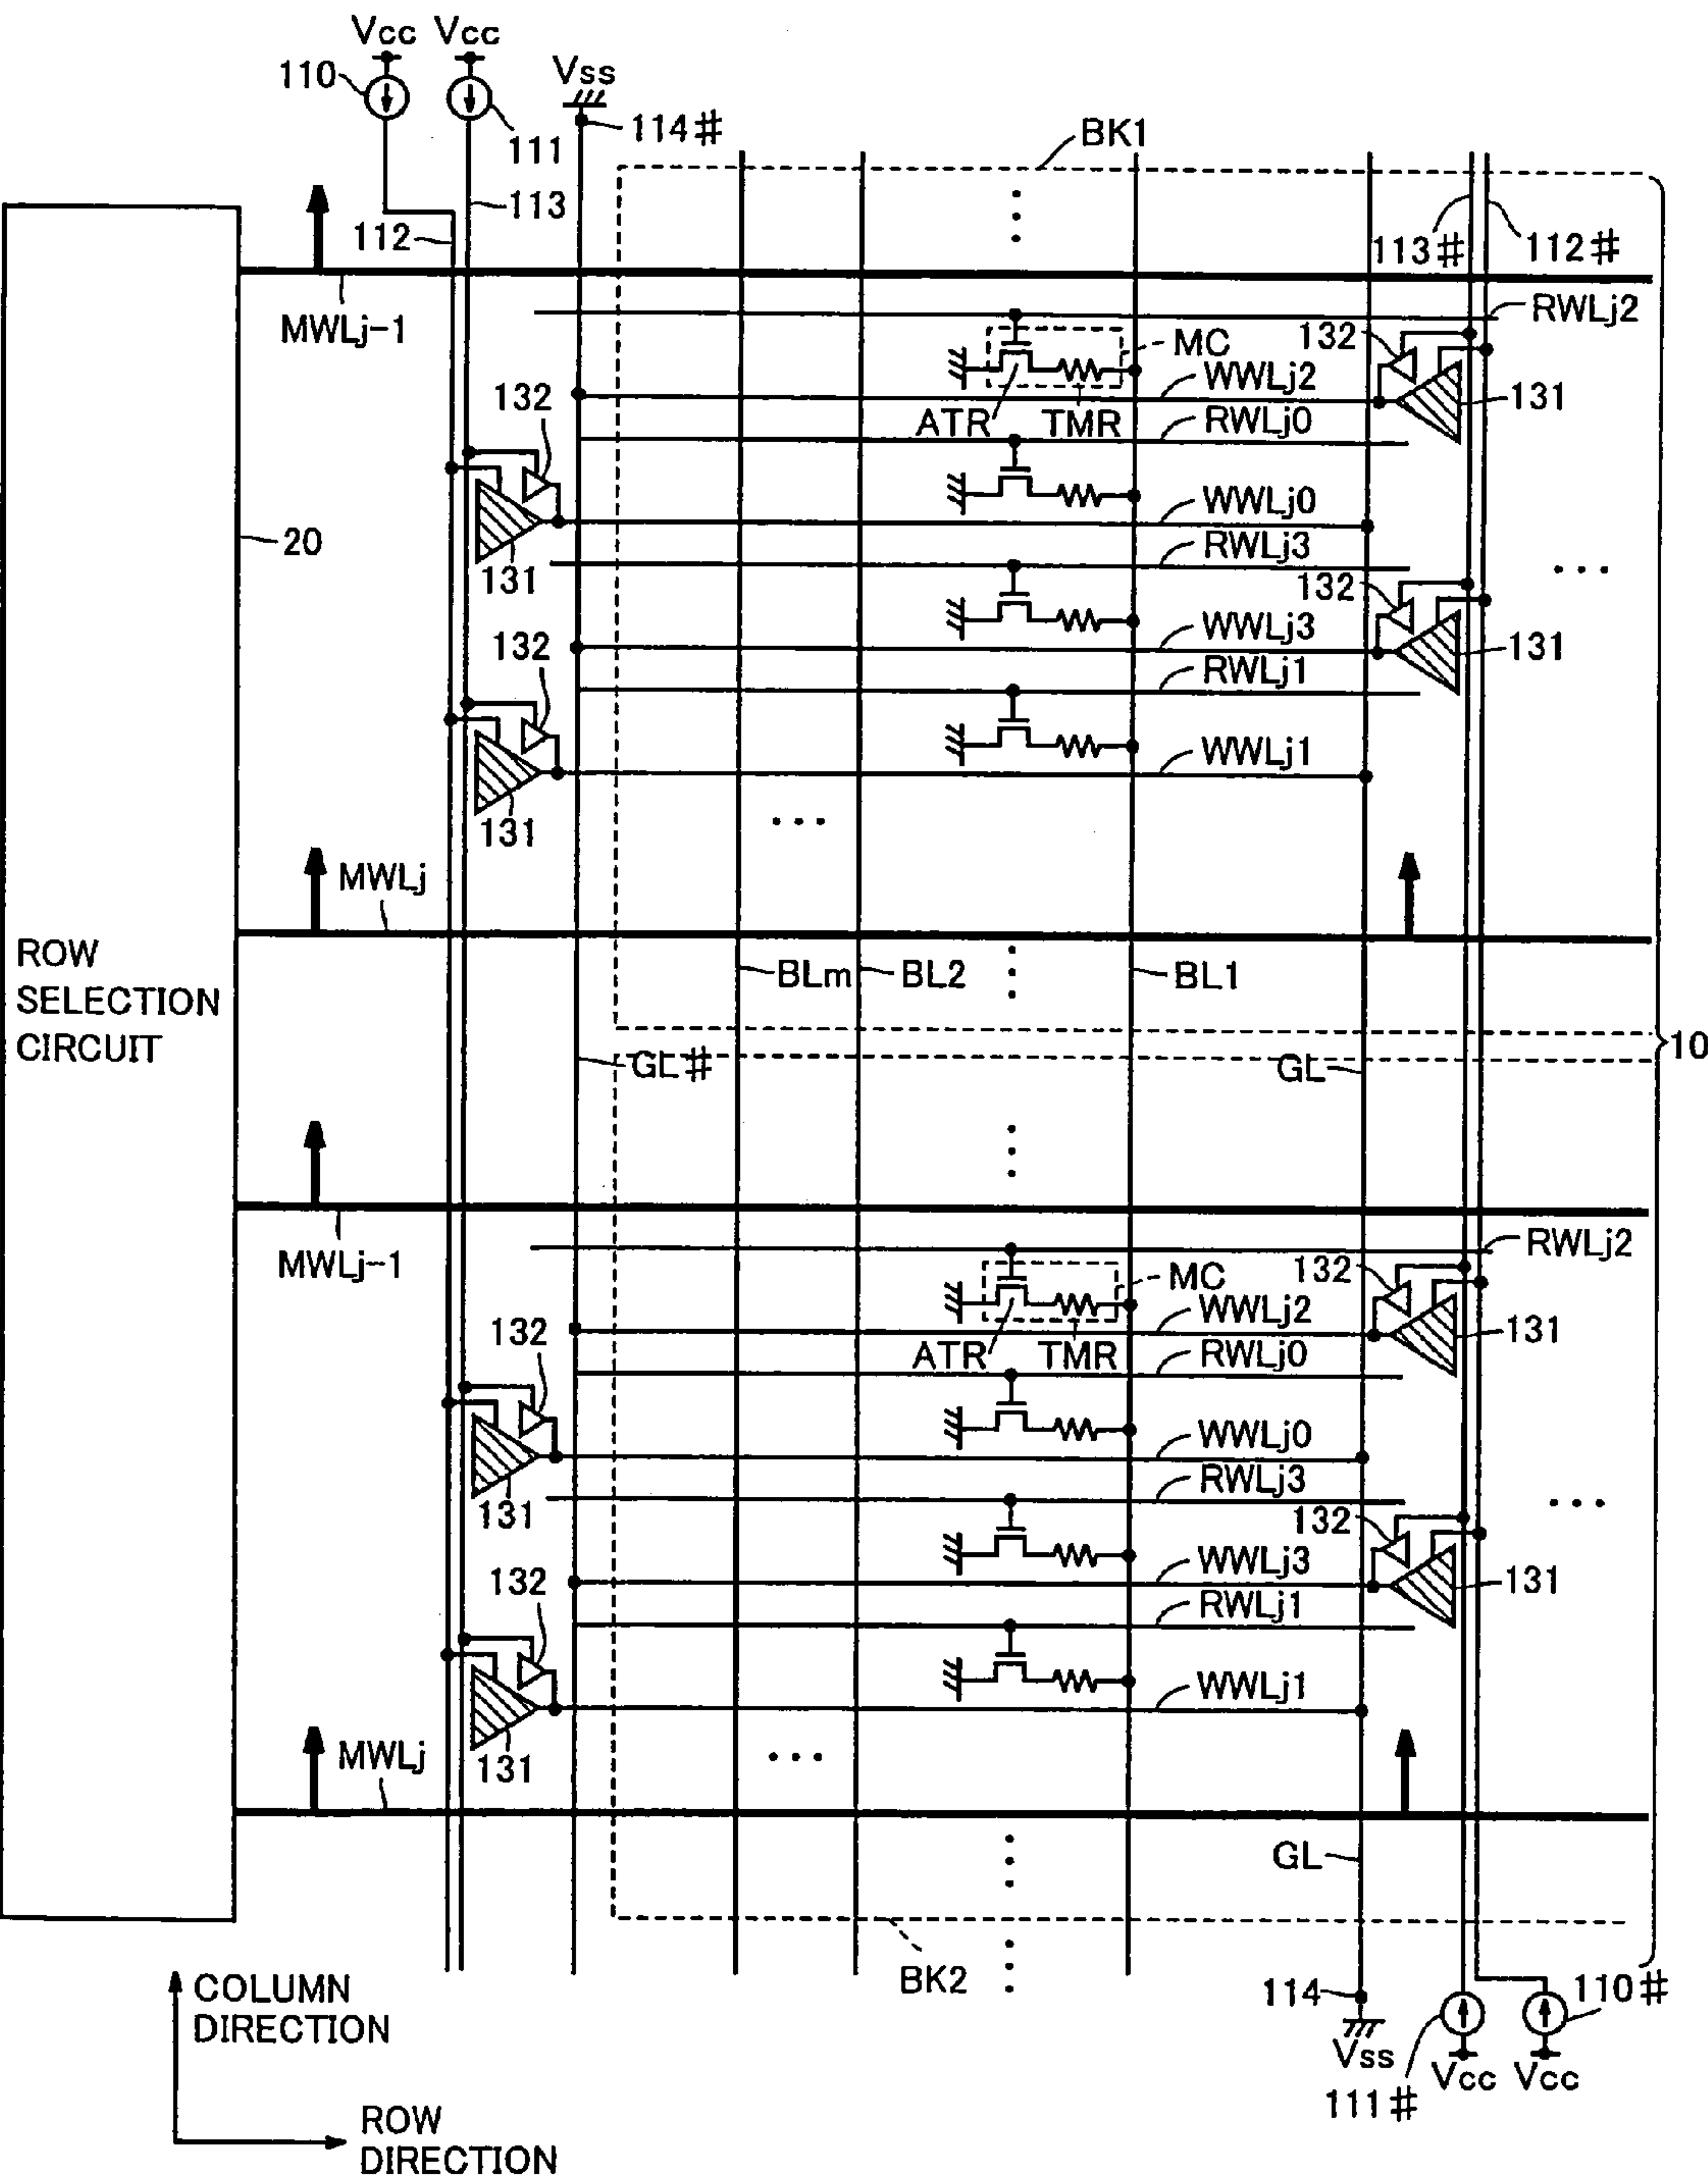 Vcc Vcc
110
Vss
111
114#
BK1
113
112
113#
112#
MWLj-1
RWLj2
132
MC
WWLj2
132
ATR
TMR
RWLj0
131
WWLj0
20
RWLj3
131
132
WWLj3
132
131
RWLj1
WWLj1
131
MWLj
ROW
SELECTION
CIRCUIT
BLm
BL2
BL1
10
GL#
GL
MWLj-1
RWLj2
132
MC
WWLj2
132
131
ATR
TMR
RWLj0
WWLj0
RWLj3
131
132
WWLj3
132
131
RWLj1
WWLj1
131
MWLj
GL
BK2
COLUMN
DIRECTION
114
110#
Vss
Vcc Vcc
111#
ROW
DIRECTION